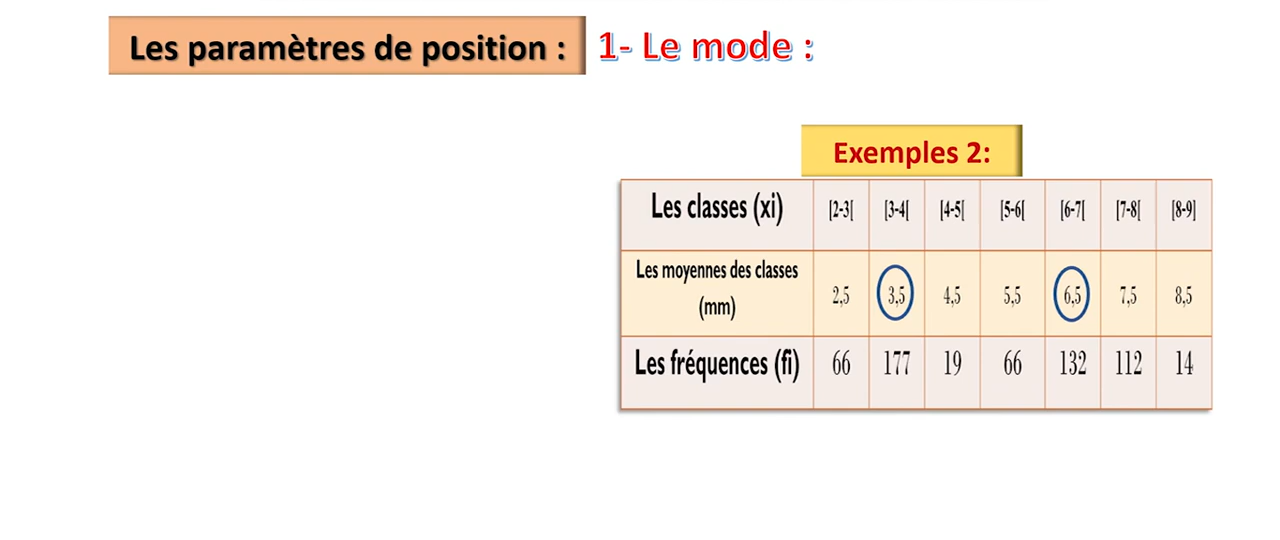 Les paramètres de position : 1- Le mode :
Exemples 2:
Les classes (xi) [2-3[ [3-4[ [4-5[ [5-6[ [6-7[ [7-8[ [8-9]
Les moyennes des classes
(mm) 2,5 3,5 4,5 5,5 6,5 7,5 8,5
Les fréquences (fi) 66 177 19 66 132 112 14